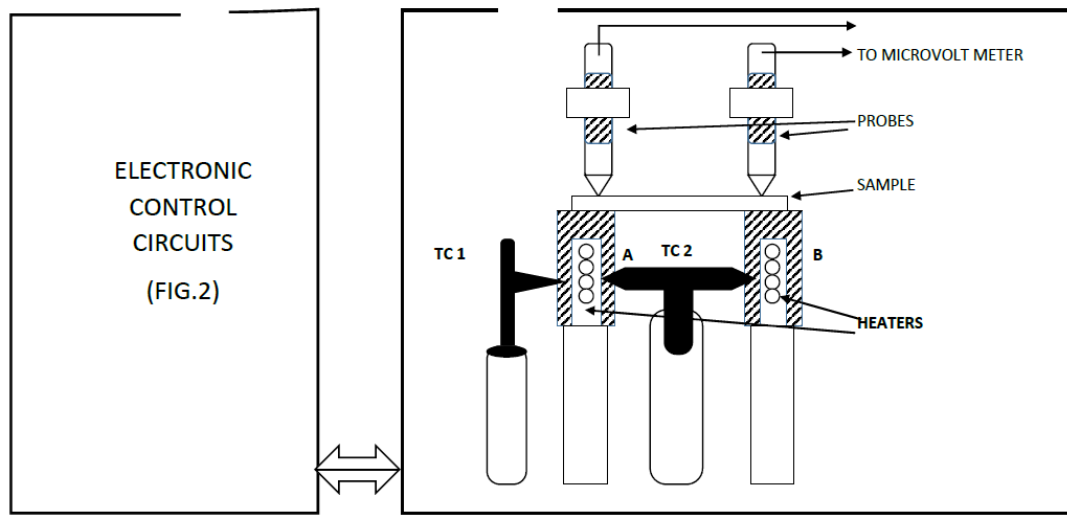 ELECTRONIC
CONTROL
CIRCUITS
(FIG.2)
TO MICROVOLT METER
PROBES
SAMPLE
TC 1
A
TC 2
B
HEATERS